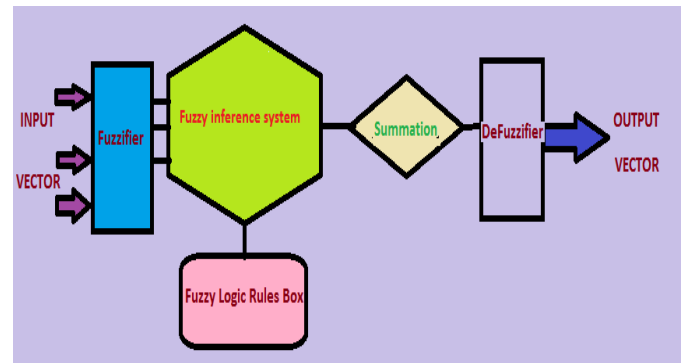 INPUT
VECTOR
Fuzzifier
Fuzzy inference system
Fuzzy Logic Rules Box
Summation
DeFuzzifier
OUTPUT
VECTOR